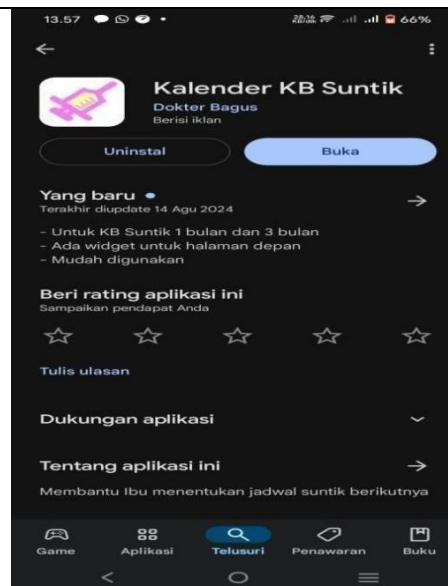 13.57 66%
Kalender KB Suntik
Dokter Bagus
Berisi iklan
Uninstal Buka
Yang baru
Terakhir diupdate 14 Agu 2024
- Untuk KB Suntik 1 bulan dan 3 bulan
- Ada widget untuk halaman depan
- Mudah digunakan
Beri rating aplikasi ini
Sampaikan pendapat Anda
Tulis ulasan
Dukungan aplikasi
Tentang aplikasi ini
Membantu Ibu menentukan jadwal suntik berikutnya
Game Aplikasi Telusuri Penawaran Buku